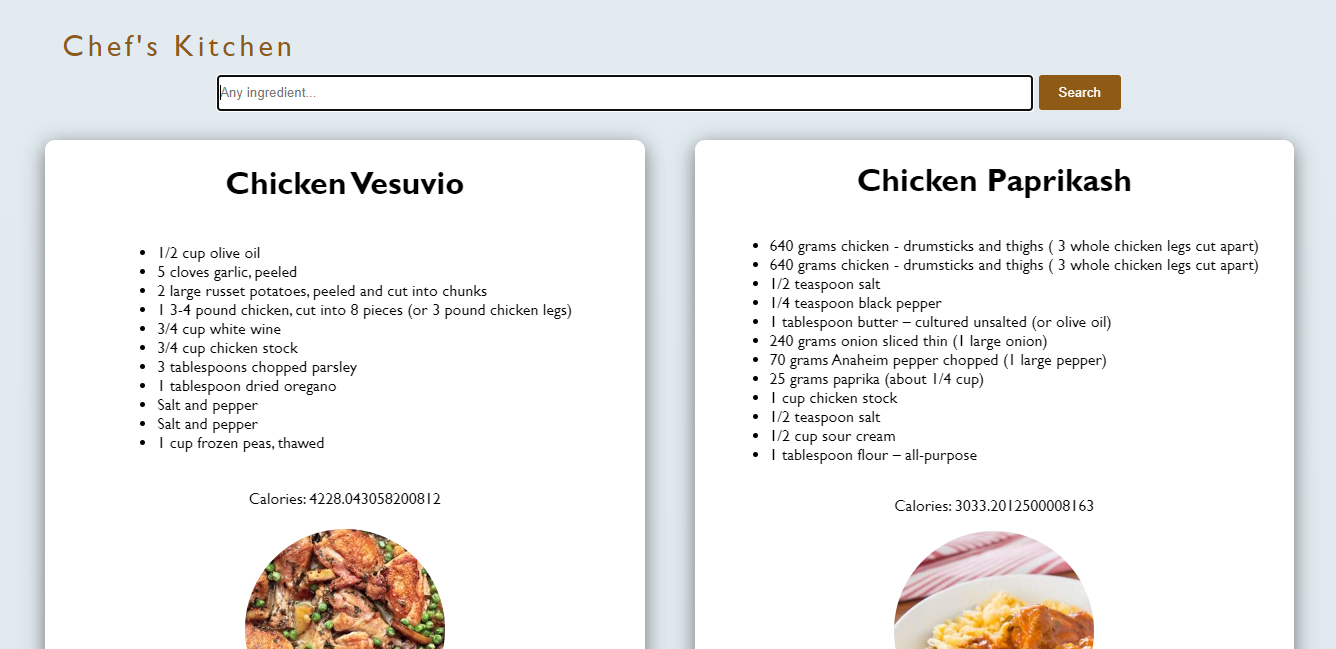 Chef's Kitchen
Any ingredient...
Search
Chicken Vesuvio
1/2 cup olive oil
5 cloves garlic, peeled
2 large russet potatoes, peeled and cut into chunks
1 3-4 pound chicken, cut into 8 pieces (or 3 pound chicken legs)
3/4 cup white wine
3/4 cup chicken stock
3 tablespoons chopped parsley
1 tablespoon dried oregano
Salt and pepper
Salt and pepper
1 cup frozen peas, thawed
Calories: 4228.043058200812
Chicken Paprikash
640 grams chicken - drumsticks and thighs ( 3 whole chicken legs cut apart)
640 grams chicken - drumsticks and thighs ( 3 whole chicken legs cut apart)
1/2 teaspoon salt
1/4 teaspoon black pepper
1 tablespoon butter – cultured unsalted (or olive oil)
240 grams onion sliced thin (1 large onion)
70 grams Anaheim pepper chopped (1 large pepper)
25 grams paprika (about 1/4 cup)
1 cup chicken stock
1/2 teaspoon salt
1/2 cup sour cream
1 tablespoon flour – all-purpose
Calories: 3033.2012500008163